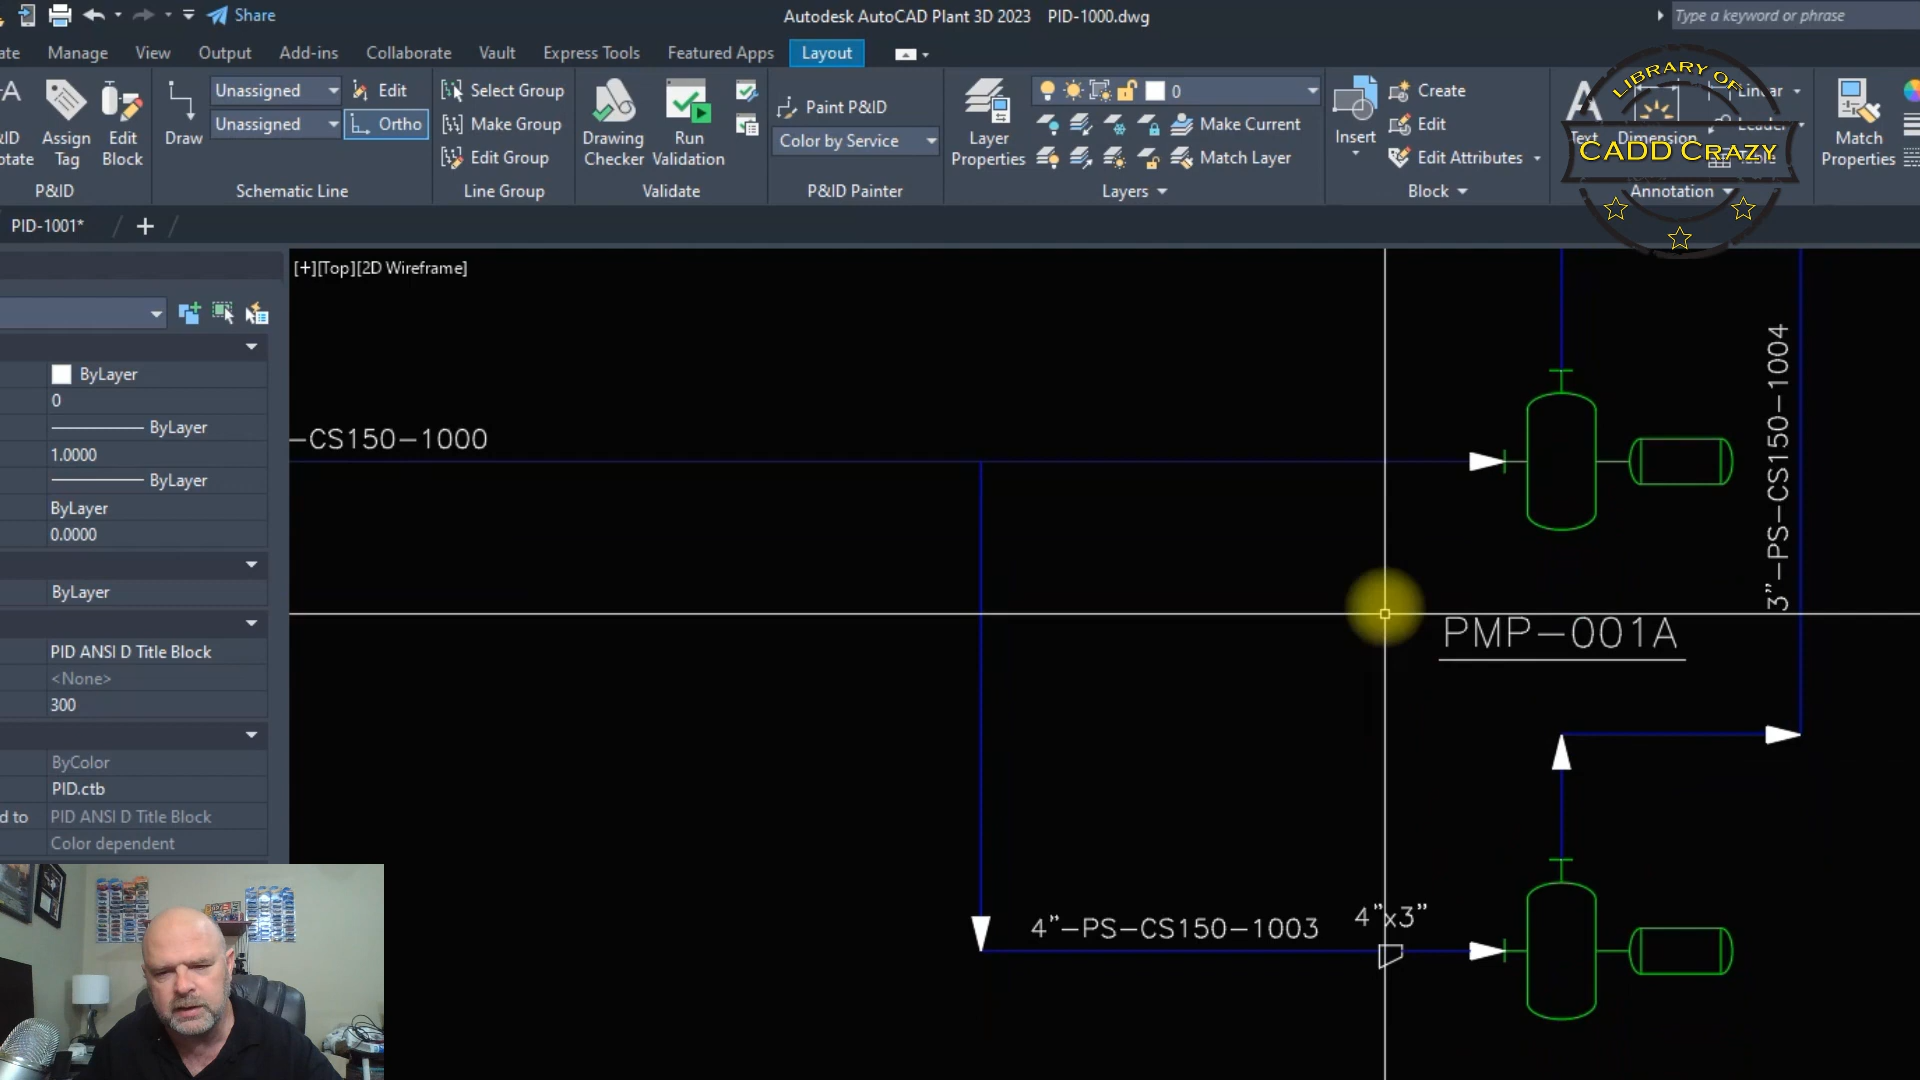 Share
Autodesk AutoCAD Plant 3D 2023 PID-1000.dwg
Type a keyword or phrase
ate Manage View Output Add-ins Collaborate Vault Express Tools Featured Apps Layout
Assign Tag
Edit Block
P&ID
Draw
Unassigned
Unassigned
Edit
Ortho
Schematic Line
Select Group
Make Group
Edit Group
Line Group
Drawing Checker
Run Validation
Validate
Paint P&ID
Color by Service
P&ID Painter
Layer Properties
0
Make Current
Match Layer
Layers
Insert
Create
Edit
Edit Attributes
Block
Text
Dimension
Linear
Leader
Annotation
Match Properties
LIBRARY OF
CADD CRAZY
PID-1001*
[+][Top][2D Wireframe]
ByLayer
0
ByLayer
1.0000
ByLayer
ByLayer
0.0000
ByLayer
PID ANSI D Title Block
<None>
300
ByColor
PID.ctb
d to PID ANSI D Title Block
Color dependent
-CS150-1000
3"-PS-CS150-1004
PMP-001A
4"-PS-CS150-1003
4"x3"